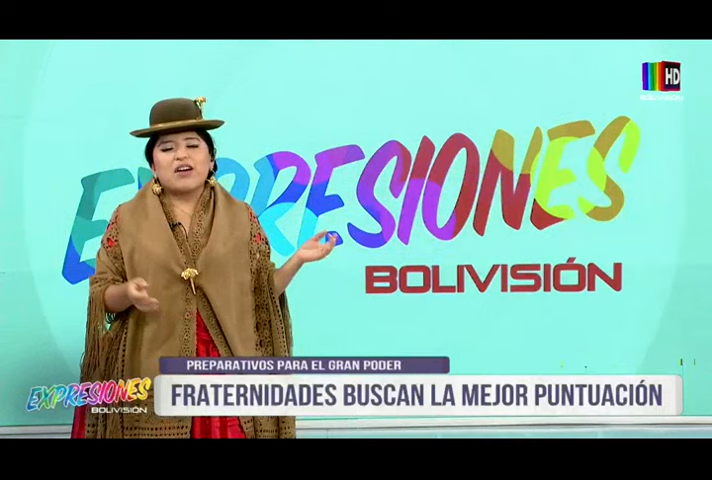 HD
EXPRESIONES
BOLIVISIÓN
PREPARATIVOS PARA EL GRAN PODER
EXPRESIONES
BOLIVISIÓN
FRATERNIDADES BUSCAN LA MEJOR PUNTUACIÓN